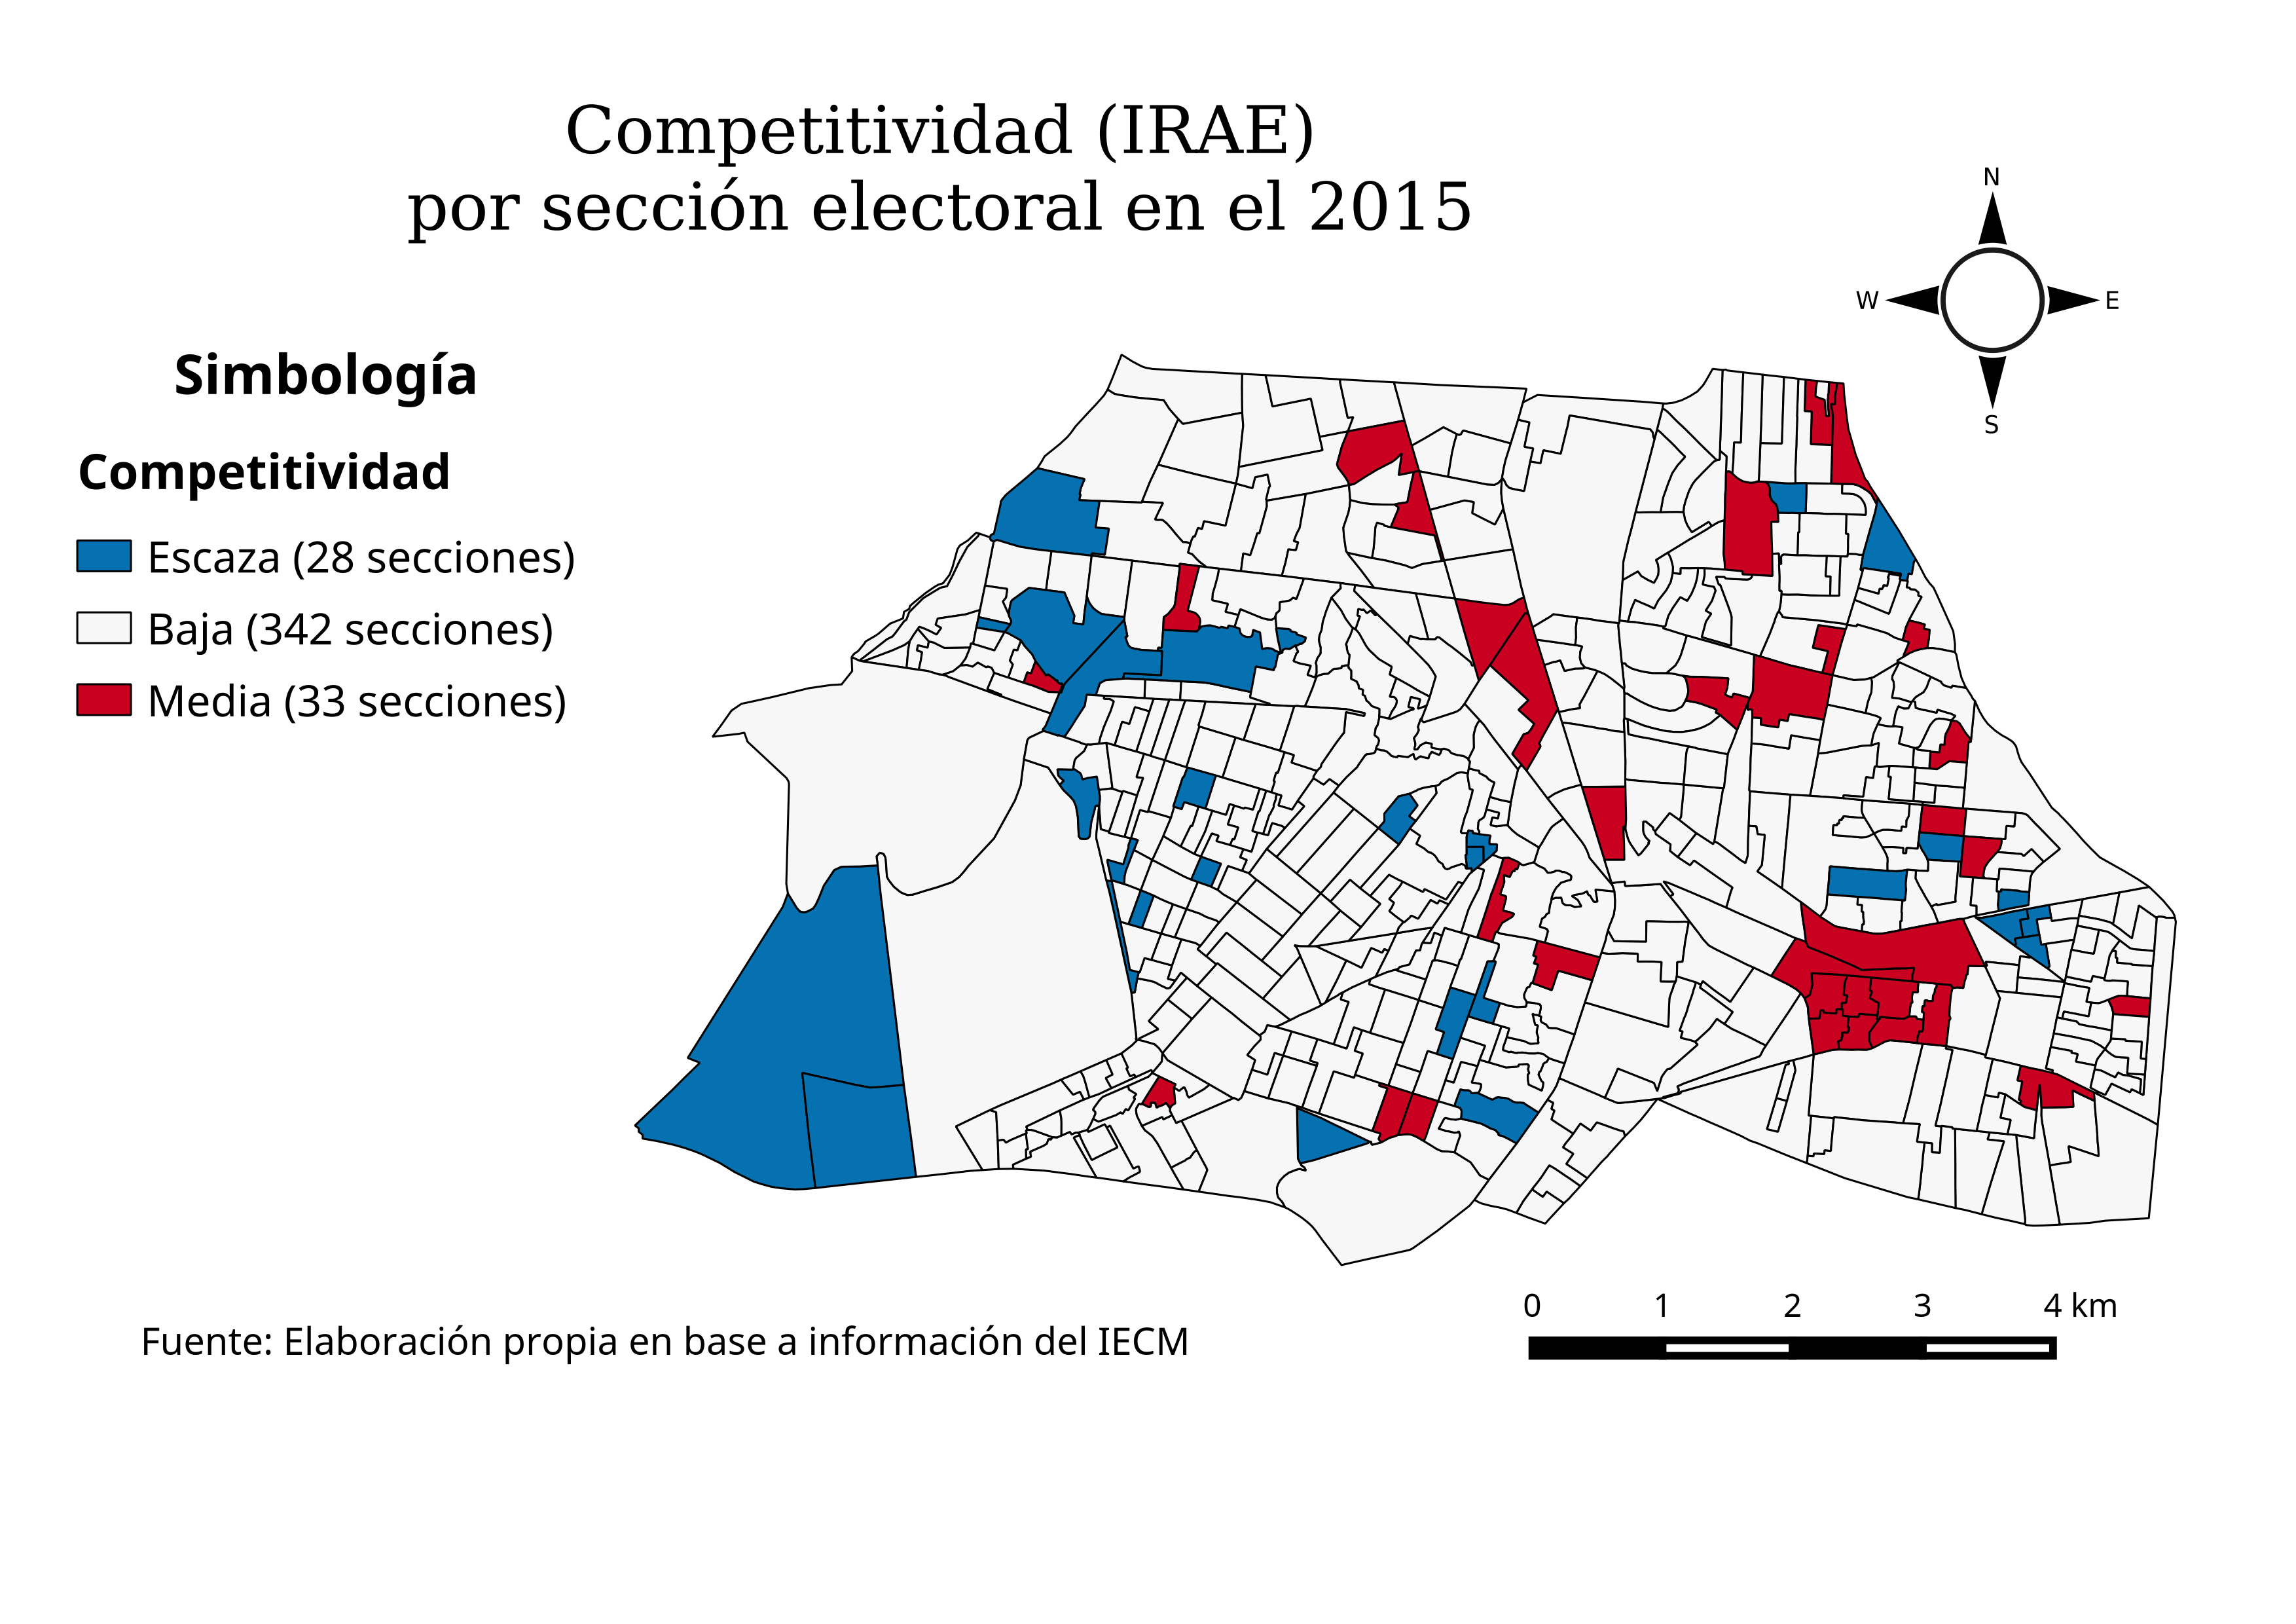 Competitividad (IRAE)
por sección electoral en el 2015
N
W
E
S
Simbología
Competitividad
Escaza (28 secciones)
Baja (342 secciones)
Media (33 secciones)
0 1 2 3 4 km
Fuente: Elaboración propia en base a información del IECM